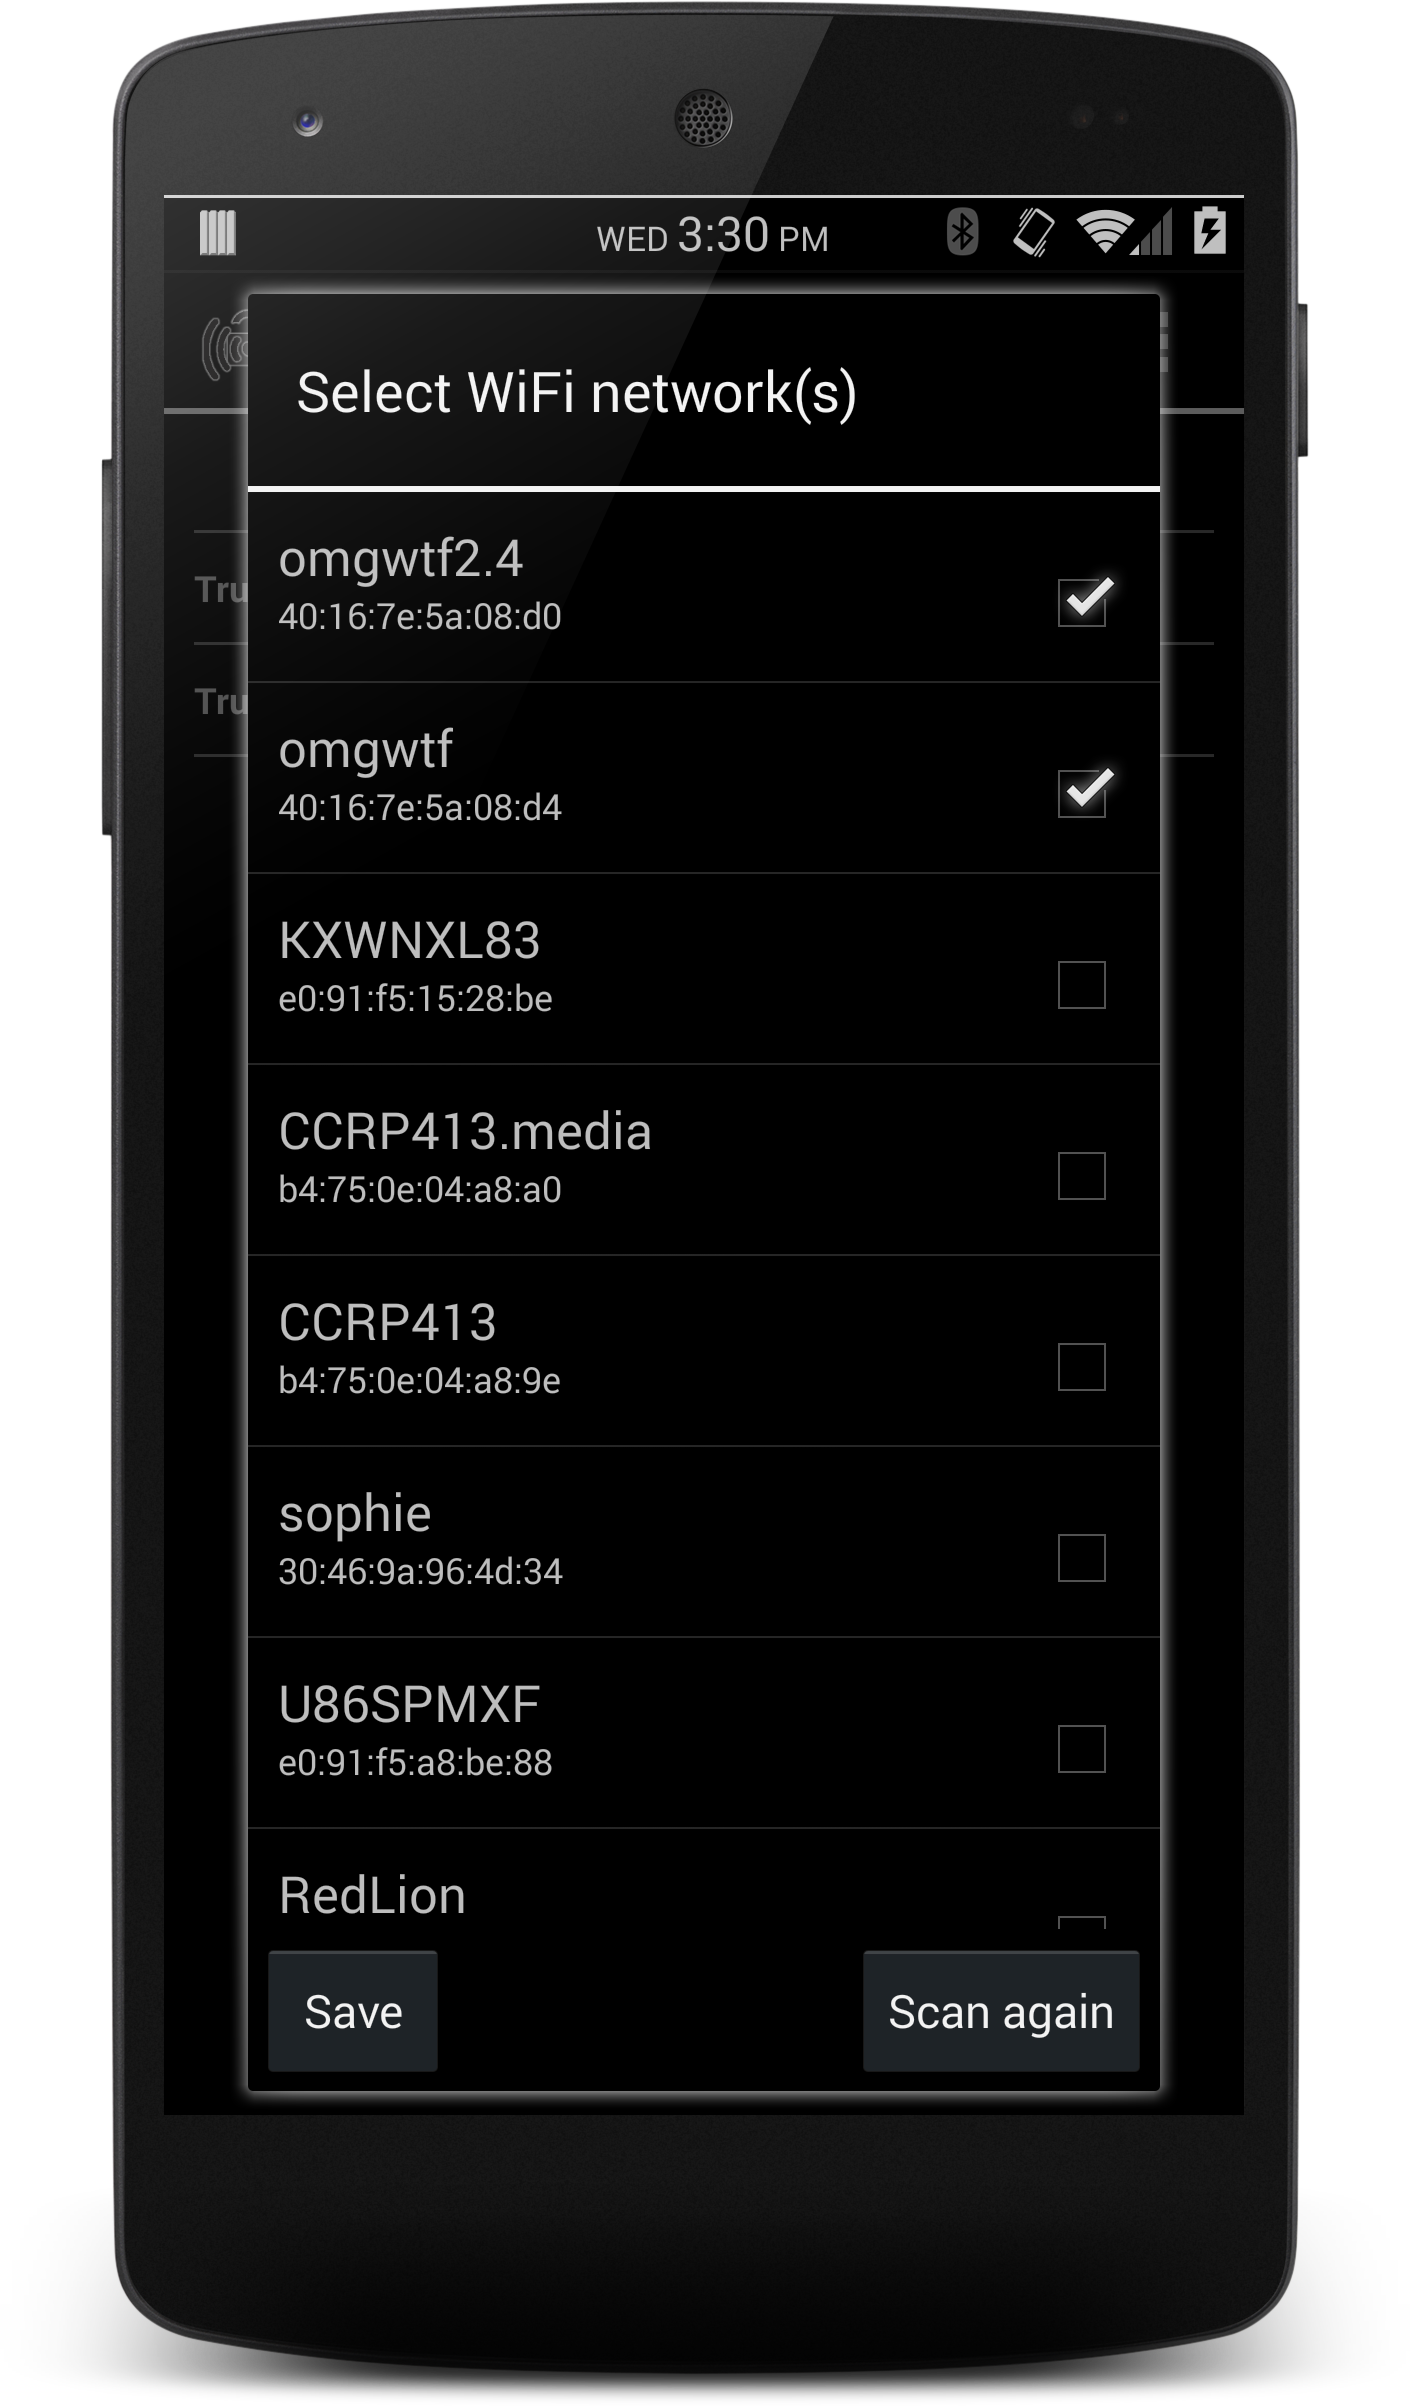 WED 3:30 PM
Select WiFi network(s)
omgwtf2.4
40:16:7e:5a:08:d0
Tru
omgwtf
40:16:7e:5a:08:d4
Tru
KXWNXL83
e0:91:f5:15:28:be
CCRP413.media
b4:75:0e:04:a8:a0
CCRP413
b4:75:0e:04:a8:9e
sophie
30:46:9a:96:4d:34
U86SPMXF
e0:91:f5:a8:be:88
RedLion
Save
Scan again